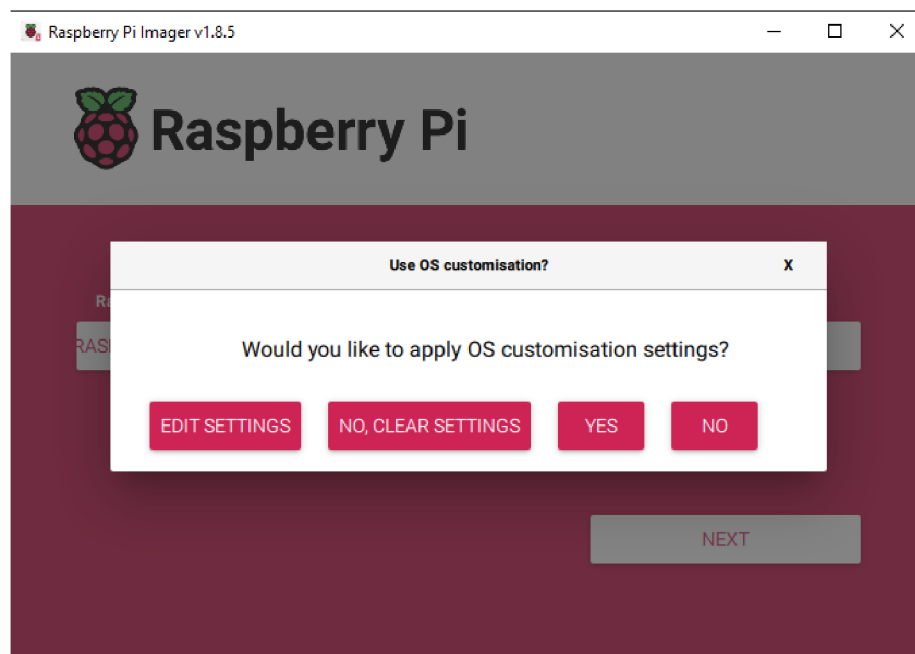 Raspberry Pi Imager v1.8.5
Raspberry Pi
Use OS customisation?
X
Would you like to apply OS customisation settings?
EDIT SETTINGS NO, CLEAR SETTINGS YES NO
NEXT